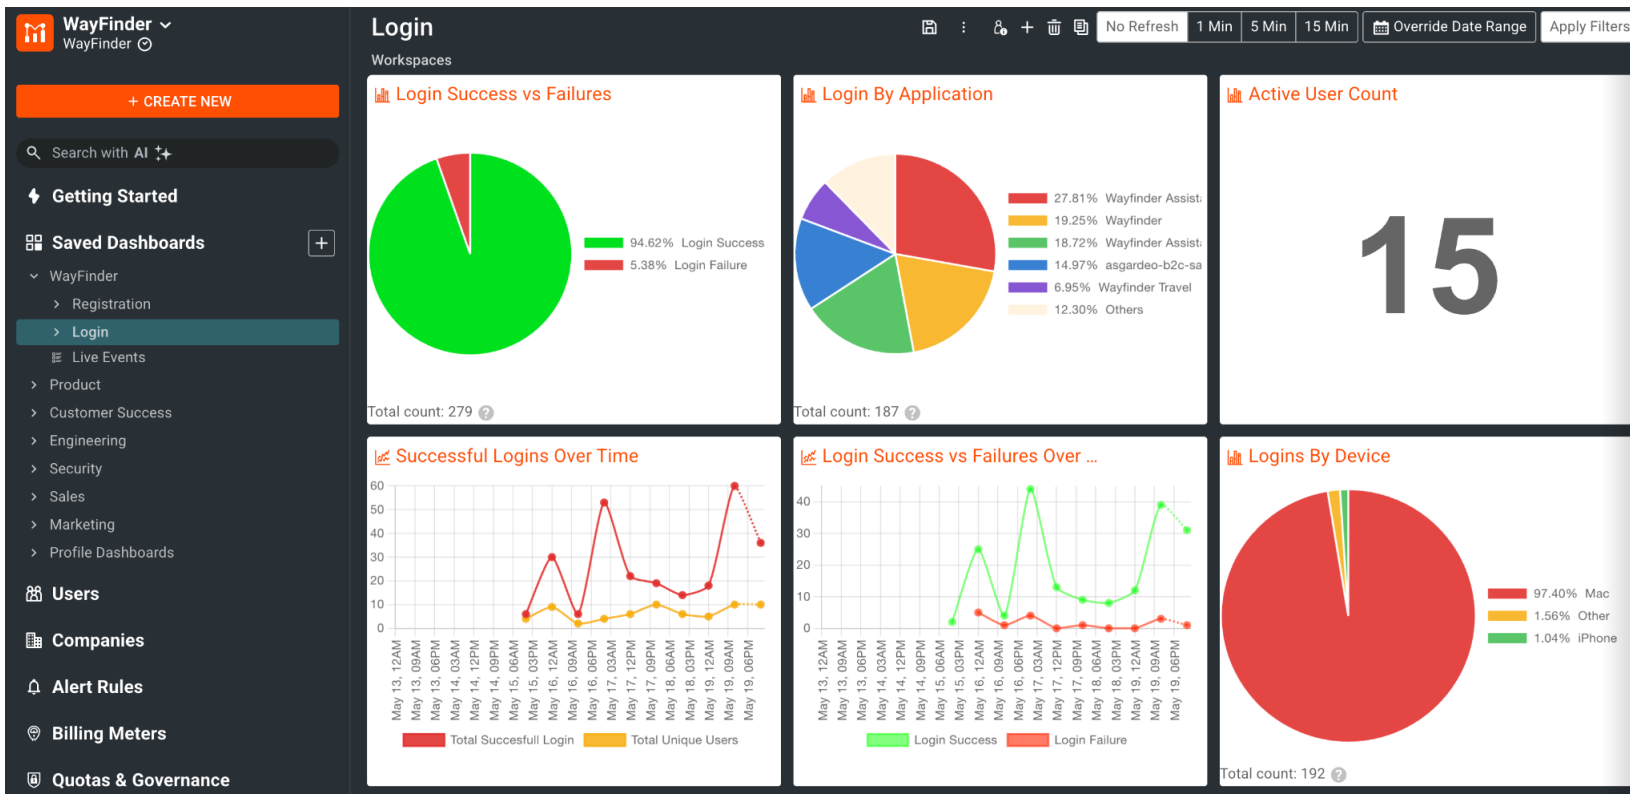 WayFinder
WayFinder
+ CREATE NEW
Search with AI
Getting Started
Saved Dashboards
WayFinder
Registration
Login
Live Events
Product
Customer Success
Engineering
Security
Sales
Marketing
Profile Dashboards
Users
Companies
Alert Rules
Billing Meters
Quotas & Governance
Login
No Refresh
1 Min
5 Min
15 Min
Override Date Range
Apply Filters
Workspaces
Login Success vs Failures
94.62% Login Success
5.38% Login Failure
Total count: 279
Login By Application
27.81% Wayfinder Assist
19.25% Wayfinder
18.72% Wayfinder Assist
14.97% asgardeo-b2c-sa
6.95% Wayfinder Travel
12.30% Others
Total count: 187
Active User Count
15
Successful Logins Over Time
60
50
40
30
20
10
0
May 13, 12AM
May 13, 09AM
May 13, 06PM
May 14, 03AM
May 14, 12PM
May 14, 09PM
May 15, 06AM
May 15, 03PM
May 16, 12AM
May 16, 09AM
May 16, 06PM
May 17, 03AM
May 17, 12PM
May 17, 09PM
May 18, 06AM
May 18, 03PM
May 19, 12AM
May 19, 09AM
May 19, 06PM
Total Succesfull Login
Total Unique Users
Login Success vs Failures Over ...
40
30
20
10
0
May 13, 12AM
May 13, 09AM
May 13, 06PM
May 14, 03AM
May 14, 12PM
May 14, 09PM
May 15, 06AM
May 15, 03PM
May 16, 12AM
May 16, 09AM
May 16, 06PM
May 17, 03AM
May 17, 12PM
May 17, 09PM
May 18, 06AM
May 18, 03PM
May 19, 12AM
May 19, 09AM
May 19, 06PM
Login Success
Login Failure
Logins By Device
97.40% Mac
1.56% Other
1.04% iPhone
Total count: 192